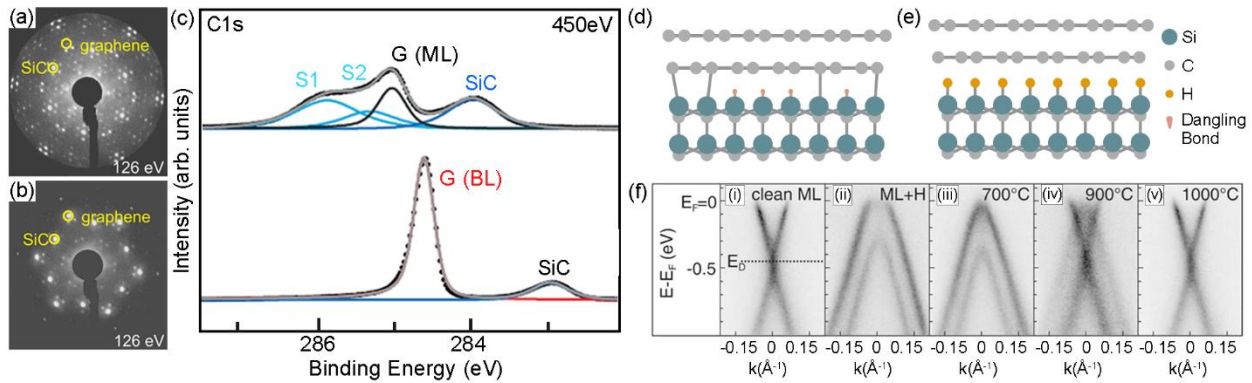 (a)
graphene
SiC
126 eV
(b)
graphene
SiC
126 eV
(c)
C1s
450eV
G (ML)
S1
S2
SiC
G (BL)
SiC
Intensity (arb. units)
286
284
Binding Energy (eV)
(d)
(e)
Si
C
H
Dangling
Bond
(f)
(i) clean ML
(ii) ML+H
(iii) 700°C
(iv) 900°C
(v) 1000°C
E_F=0
E_D
-0.5
E-E_F (eV)
-0.15 0 0.15
-0.15 0 0.15
-0.15 0 0.15
-0.15 0 0.15
-0.15 0 0.15
k(Å⁻¹)
k(Å⁻¹)
k(Å⁻¹)
k(Å⁻¹)
k(Å⁻¹)